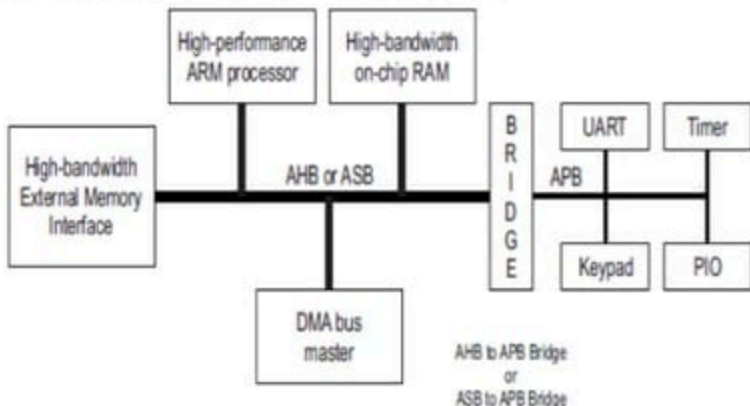 High-performance
ARM processor
High-bandwidth
on-chip RAM
High-bandwidth
External Memory
Interface
AHB or ASB
B
R
I
D
G
E
UART
Timer
APB
Keypad
PIO
DMA bus
master
AHB to APB Bridge
or
ASB to APB Bridge